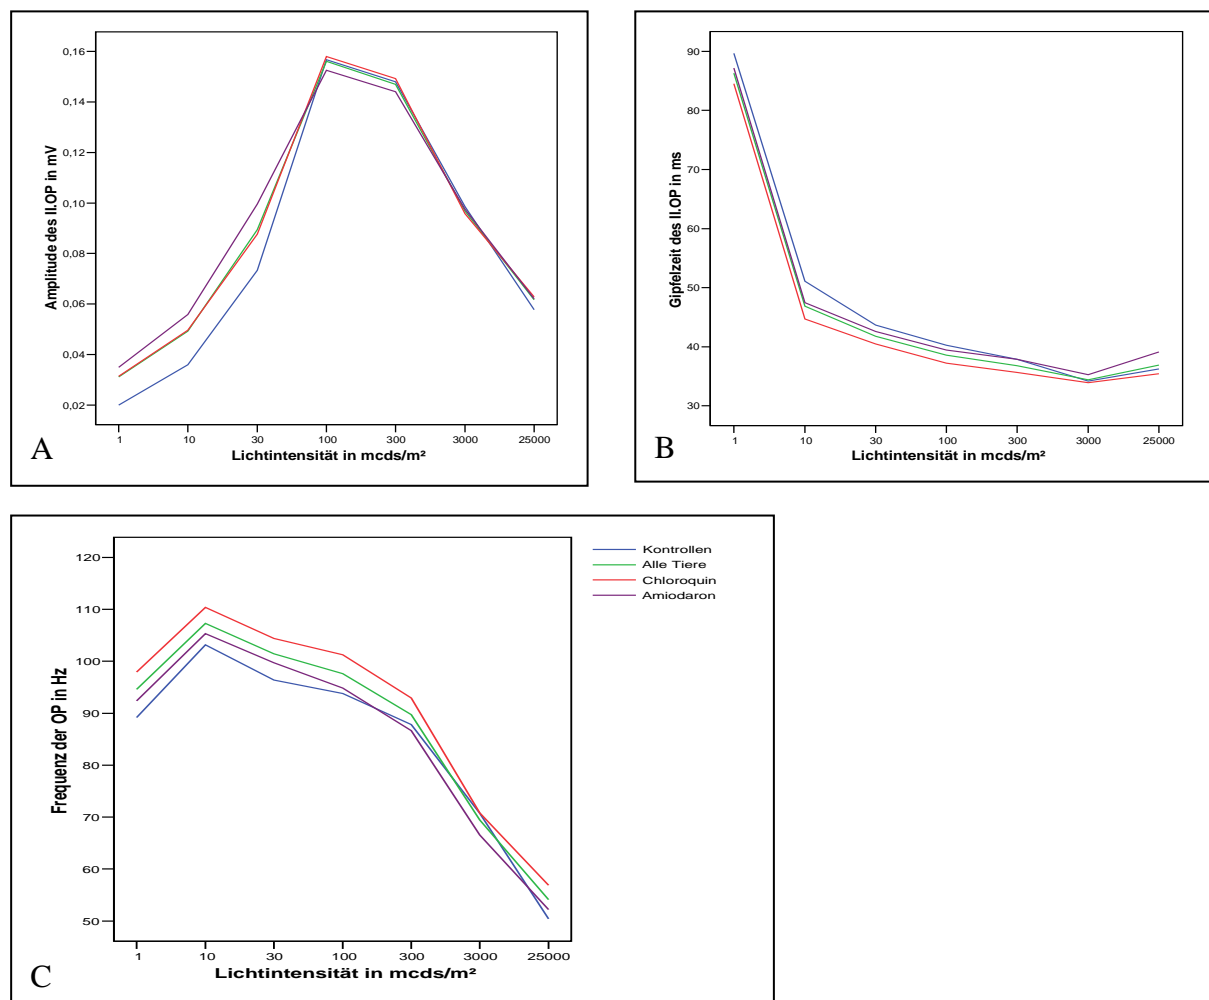 0,16
0,14
0,12
0,10
0,08
0,06
0,04
0,02
Amplitude des II.OP in mV
1 10 30 100 300 3000 25000
Lichtintensität in mcds/m²
A
90
80
70
60
50
40
30
Gipfelzeit des II.OP in ms
1 10 30 100 300 3000 25000
Lichtintensität in mcds/m²
B
120
110
100
90
80
70
60
50
Frequenz der OP in Hz
1 10 30 100 300 3000 25000
Lichtintensität in mcds/m²
C
Kontrollen
Alle Tiere
Chloroquin
Amiodaron